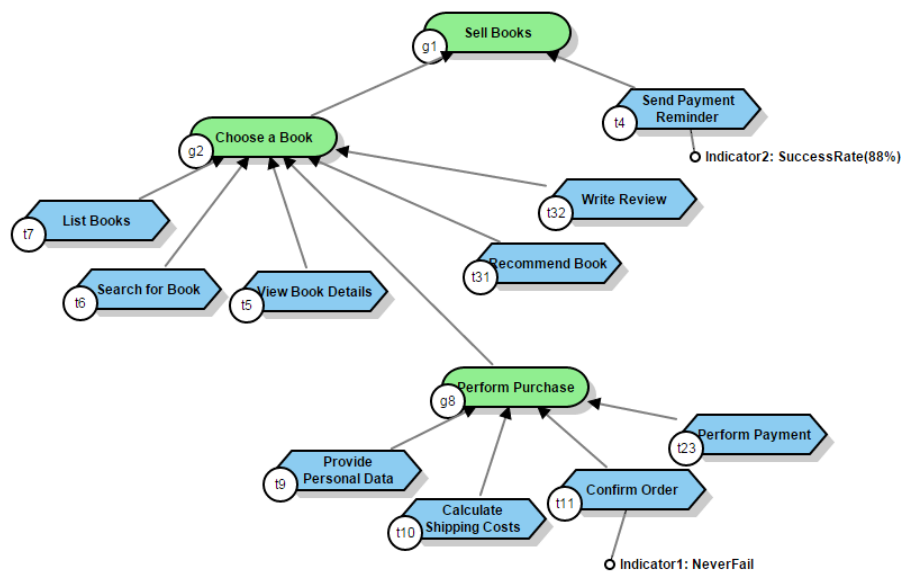 Sell Books
g1
Send Payment
Reminder
t4
Choose a Book
g2
Indicator2: SuccessRate(88%)
Write Review
t32
List Books
t7
Recommend Book
t31
Search for Book
t6
View Book Details
t5
Perform Purchase
g8
Perform Payment
t23
Provide
Personal Data
t9
Confirm Order
t11
Calculate
Shipping Costs
t10
Indicator1: NeverFail